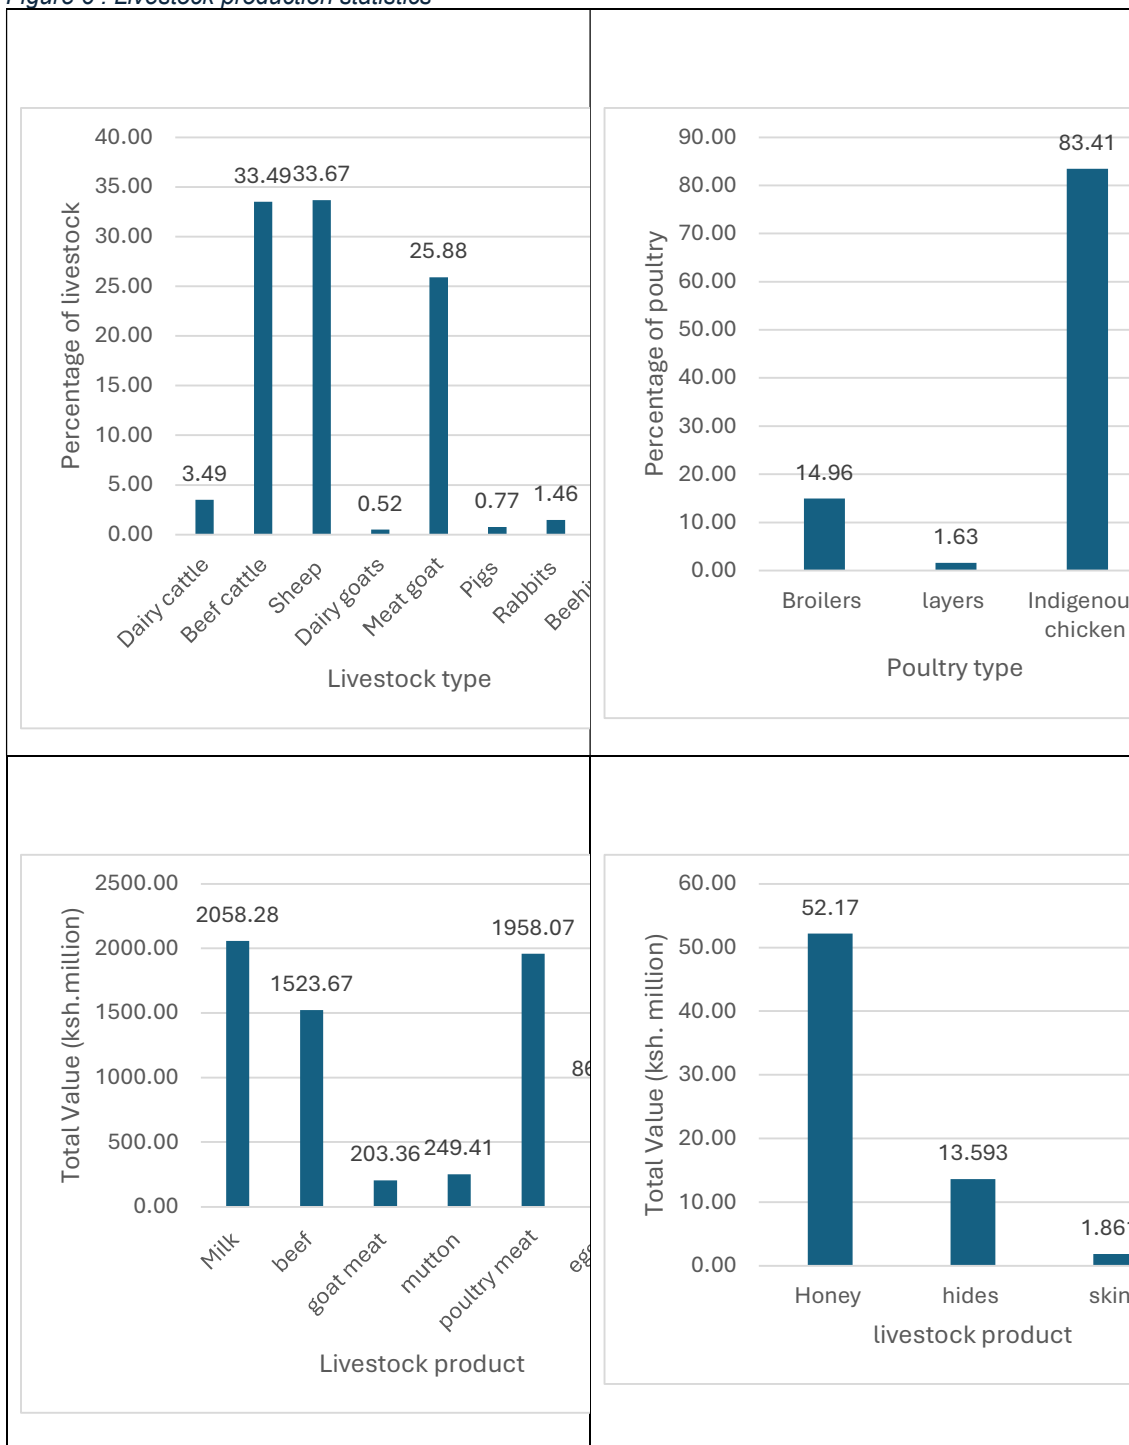 Livestock production statistics
40.00
35.00
30.00
25.00
20.00
15.00
10.00
5.00
0.00
Percentage of livestock
3.49
33.49
33.67
0.52
25.88
0.77
1.46
Dairy cattle
Beef cattle
Sheep
Dairy goats
Meat goat
Pigs
Rabbits
Livestock type
90.00
80.00
70.00
60.00
50.00
40.00
30.00
20.00
10.00
0.00
Percentage of poultry
14.96
1.63
83.41
Broilers
layers
chicken
Poultry type
2500.00
2000.00
1500.00
1000.00
500.00
0.00
Total Value (ksh.million)
2058.28
1523.67
203.36
249.41
1958.07
Milk
beef
goat meat
mutton
poultry meat
Livestock product
60.00
50.00
40.00
30.00
20.00
10.00
0.00
Total Value (ksh. million)
52.17
13.593
Honey
hides
livestock product